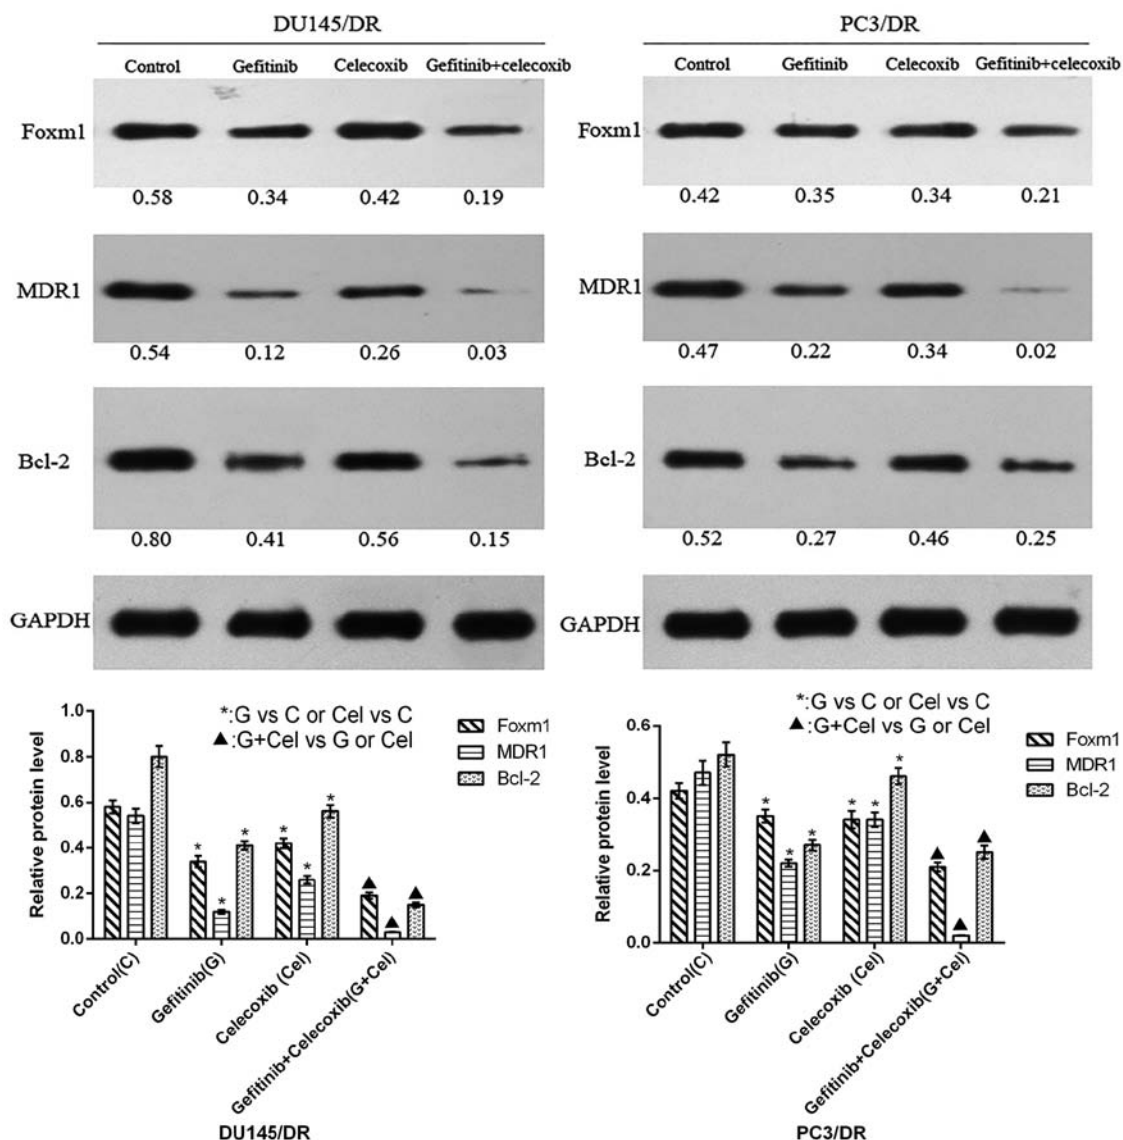 DU145/DR
Control Gefitinib Celecoxib Gefitinib+celecoxib
Foxm1
0.58 0.34 0.42 0.19
MDR1
0.54 0.12 0.26 0.03
Bcl-2
0.80 0.41 0.56 0.15
GAPDH
PC3/DR
Control Gefitinib Celecoxib Gefitinib+celecoxib
Foxm1
0.42 0.35 0.34 0.21
MDR1
0.47 0.22 0.34 0.02
Bcl-2
0.52 0.27 0.46 0.25
GAPDH
*:G vs C or Cel vs C
▲:G+Cel vs G or Cel
Foxm1
MDR1
Bcl-2
Relative protein level
1.0
0.8
0.6
0.4
0.2
0.0
* * * * * *
▲ ▲ ▲
Control(C)
Gefitinib(G)
Celecoxib (Cel)
Gefitinib+Celecoxib(G+Cel)
DU145/DR
*:G vs C or Cel vs C
▲:G+Cel vs G or Cel
Foxm1
MDR1
Bcl-2
Relative protein level
0.6
0.4
0.2
0.0
* * * * * *
▲ ▲ ▲
Control(C)
Gefitinib(G)
Celecoxib (Cel)
Gefitinib+Celecoxib(G+Cel)
PC3/DR